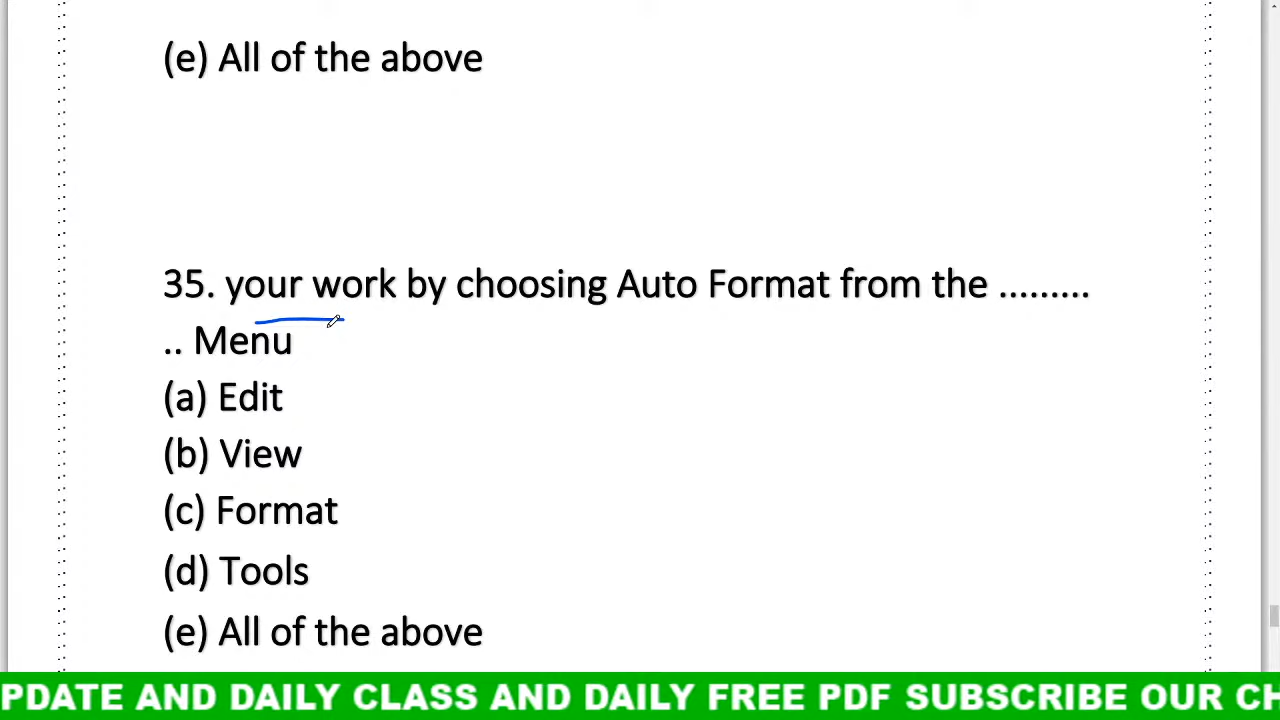 (e) All of the above
35. your work by choosing Auto Format from the .........
.. Menu
(a) Edit
(b) View
(c) Format
(d) Tools
(e) All of the above
PDATE AND DAILY CLASS AND DAILY FREE PDF SUBSCRIBE OUR CH